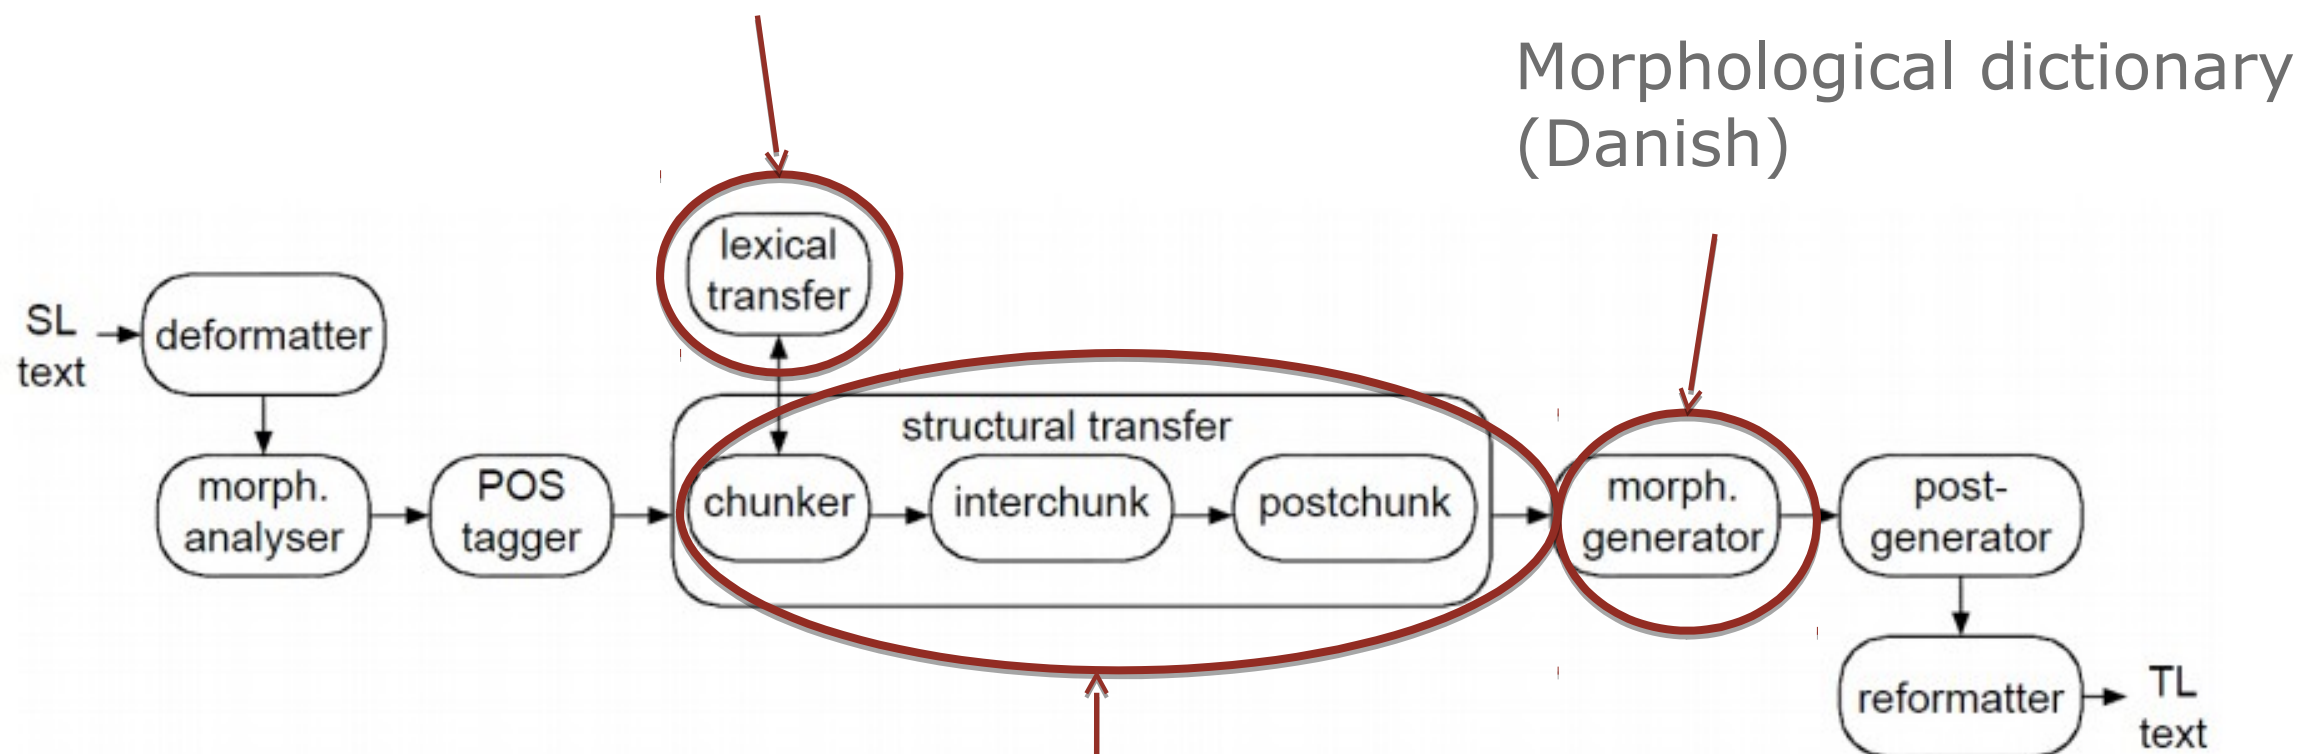 Morphological dictionary
(Danish)
lexical
transfer
SL
text
deformatter
structural transfer
morph.
analyser
POS
tagger
chunker
interchunk
postchunk
morph.
generator
post-
generator
reformatter
TL
text